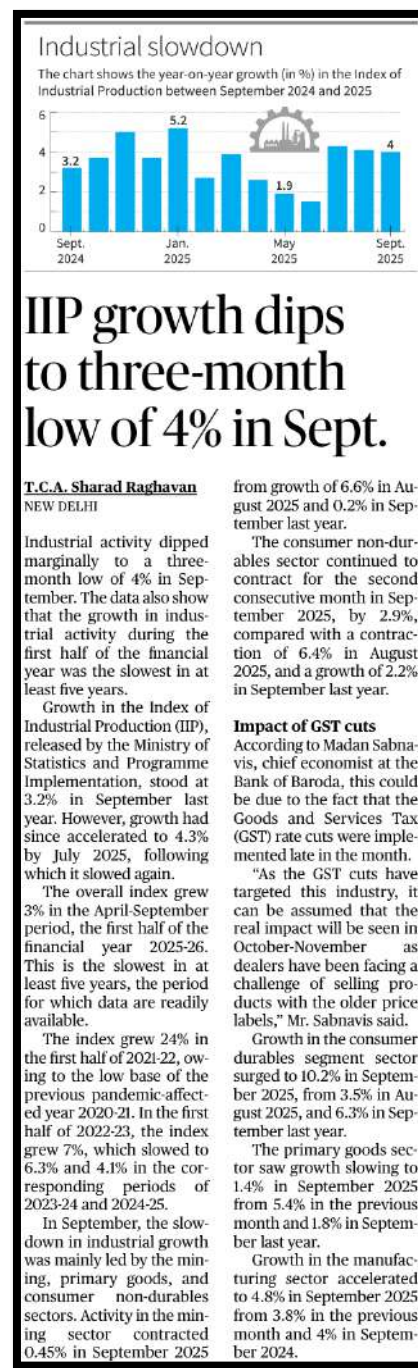 Industrial slowdown
The chart shows the year-on-year growth (in %) in the Index of
Industrial Production between September 2024 and 2025
6
4
2
0
3.2
5.2
1.9
4
Sept.
2024
Jan.
2025
May
2025
Sept.
2025
IIP growth dips
to three-month
low of 4% in Sept.
T.C.A. Sharad Raghavan
NEW DELHI
Industrial activity dipped
marginally to a three-
month low of 4% in Sep-
tember. The data also show
that the growth in indus-
trial activity during the
first half of the financial
year was the slowest in at
least five years.
Growth in the Index of
Industrial Production (IIP),
released by the Ministry of
Statistics and Programme
Implementation, stood at
3.2% in September last
year. However, growth had
since accelerated to 4.3%
by July 2025, following
which it slowed again.
The overall index grew
3% in the April-September
period, the first half of the
financial year 2025-26.
This is the slowest in at
least five years, the period
for which data are readily
available.
The index grew 24% in
the first half of 2021-22, ow-
ing to the low base of the
previous pandemic-affect-
ed year 2020-21. In the first
half of 2022-23, the index
grew 7%, which slowed to
6.3% and 4.1% in the cor-
responding periods of
2023-24 and 2024-25.
In September, the slow-
down in industrial growth
was mainly led by the min-
ing, primary goods, and
consumer non-durables
sectors. Activity in the min-
ing sector contracted
0.45% in September 2025
from growth of 6.6% in Au-
gust 2025 and 0.2% in Sep-
tember last year.
The consumer non-dur-
ables sector continued to
contract for the second
consecutive month in Sep-
tember 2025, by 2.9%,
compared with a contrac-
tion of 6.4% in August
2025, and a growth of 2.2%
in September last year.
Impact of GST cuts
According to Madan Sabna-
vis, chief economist at the
Bank of Baroda, this could
be due to the fact that the
Goods and Services Tax
(GST) rate cuts were imple-
mented late in the month.
"As the GST cuts have
targeted this industry, it
can be assumed that the
real impact will be seen in
October-November as
dealers have been facing a
challenge of selling pro-
ducts with the older price
labels," Mr. Sabnavis said.
Growth in the consumer
durables segment sector
surged to 10.2% in Septem-
ber 2025, from 3.5% in Au-
gust 2025, and 6.3% in Sep-
tember last year.
The primary goods sec-
tor saw growth slowing to
1.4% in September 2025
from 5.4% in the previous
month and 1.8% in Septem-
ber last year.
Growth in the manufac-
turing sector accelerated
to 4.8% in September 2025
from 3.8% in the previous
month and 4% in Septem-
ber 2024.